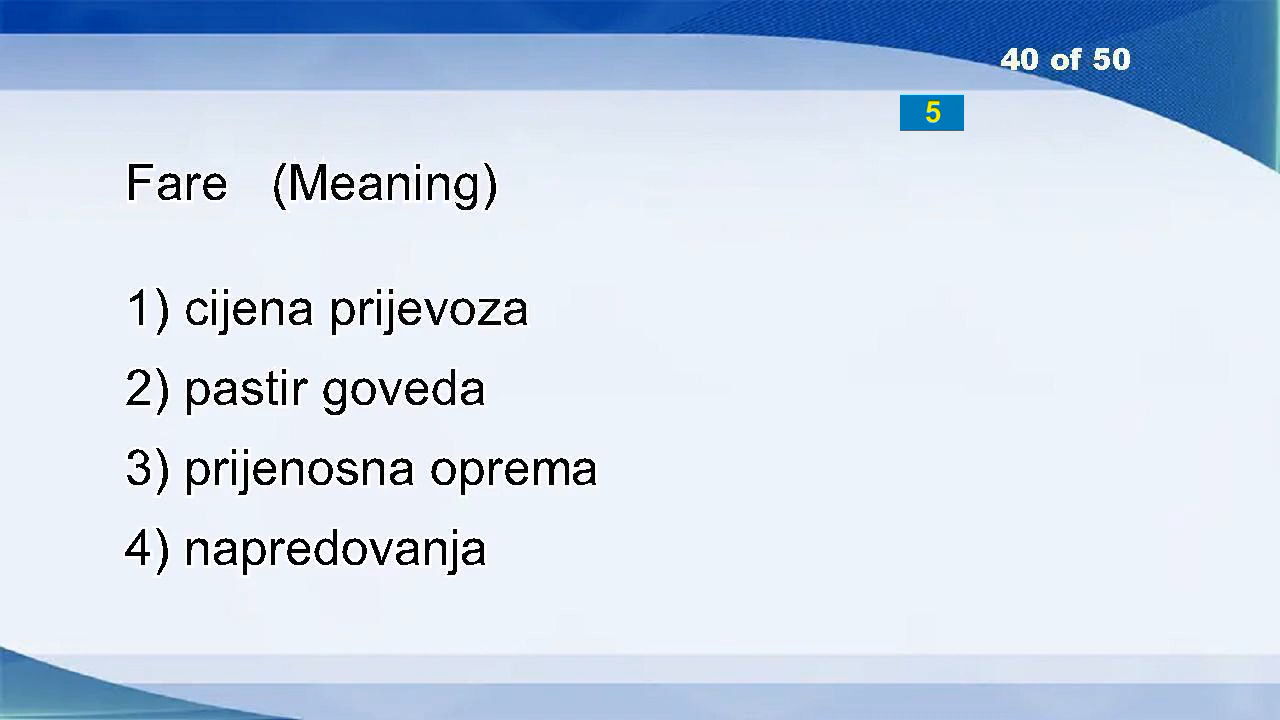 40 of 50
5
Fare (Meaning)
1) cijena prijevoza
2) pastir goveda
3) prijenosna oprema
4) napredovanja